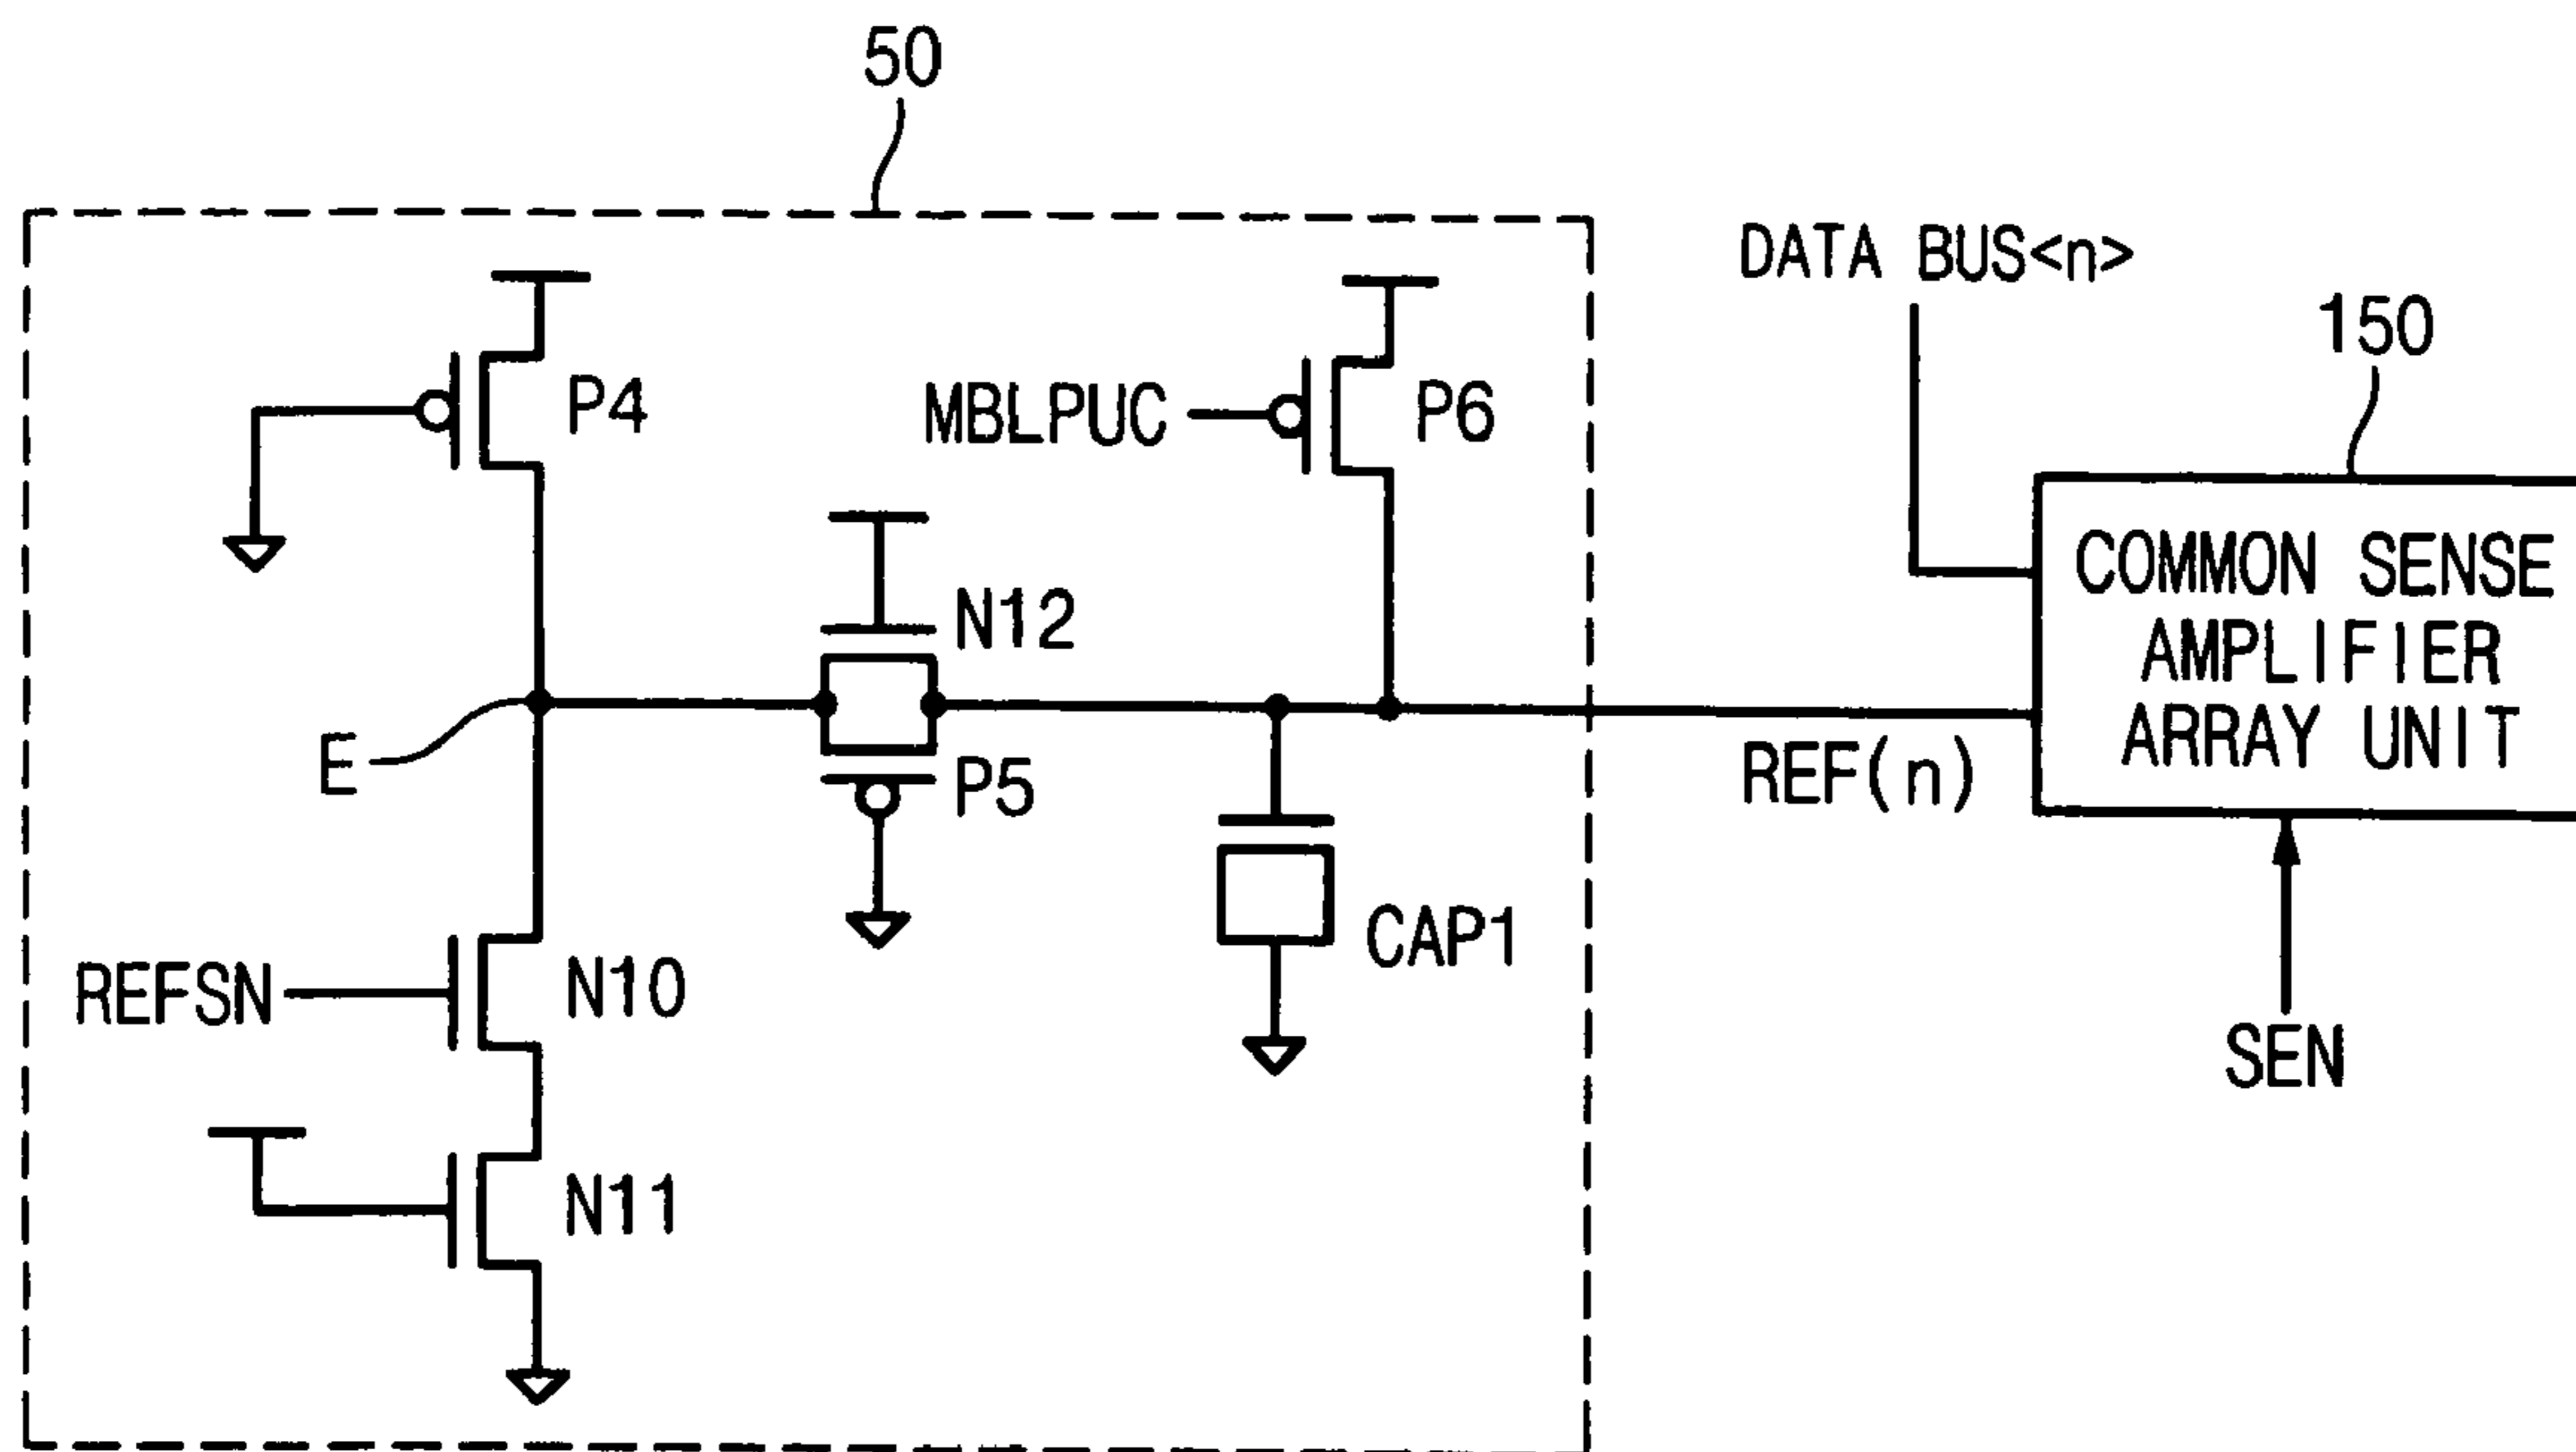 50
DATA BUS<n>
150
P4
MBLPUC
P6
N12
COMMON SENSE
AMPLIFIER
ARRAY UNIT
E
P5
REF(n)
CAP1
REFSN
N10
SEN
N11